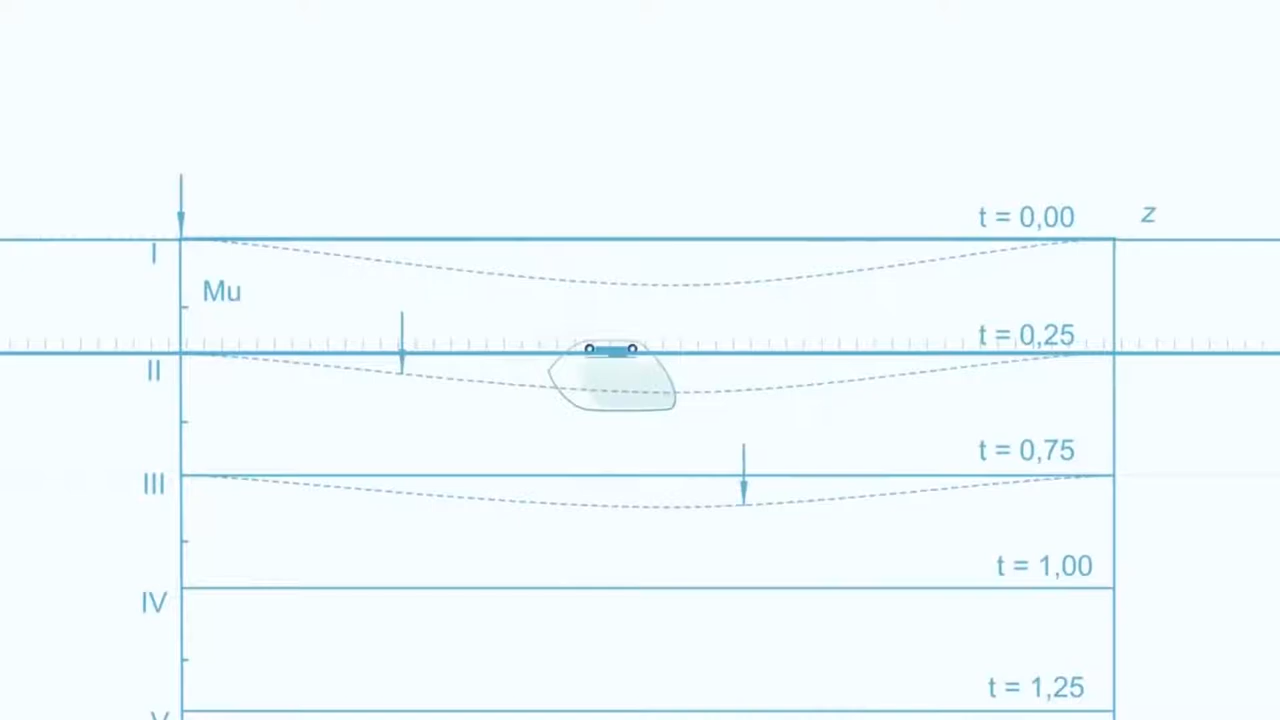 t = 0,00 z
I
Mu
t = 0,25
II
t = 0,75
III
t = 1,00
IV
t = 1,25
V